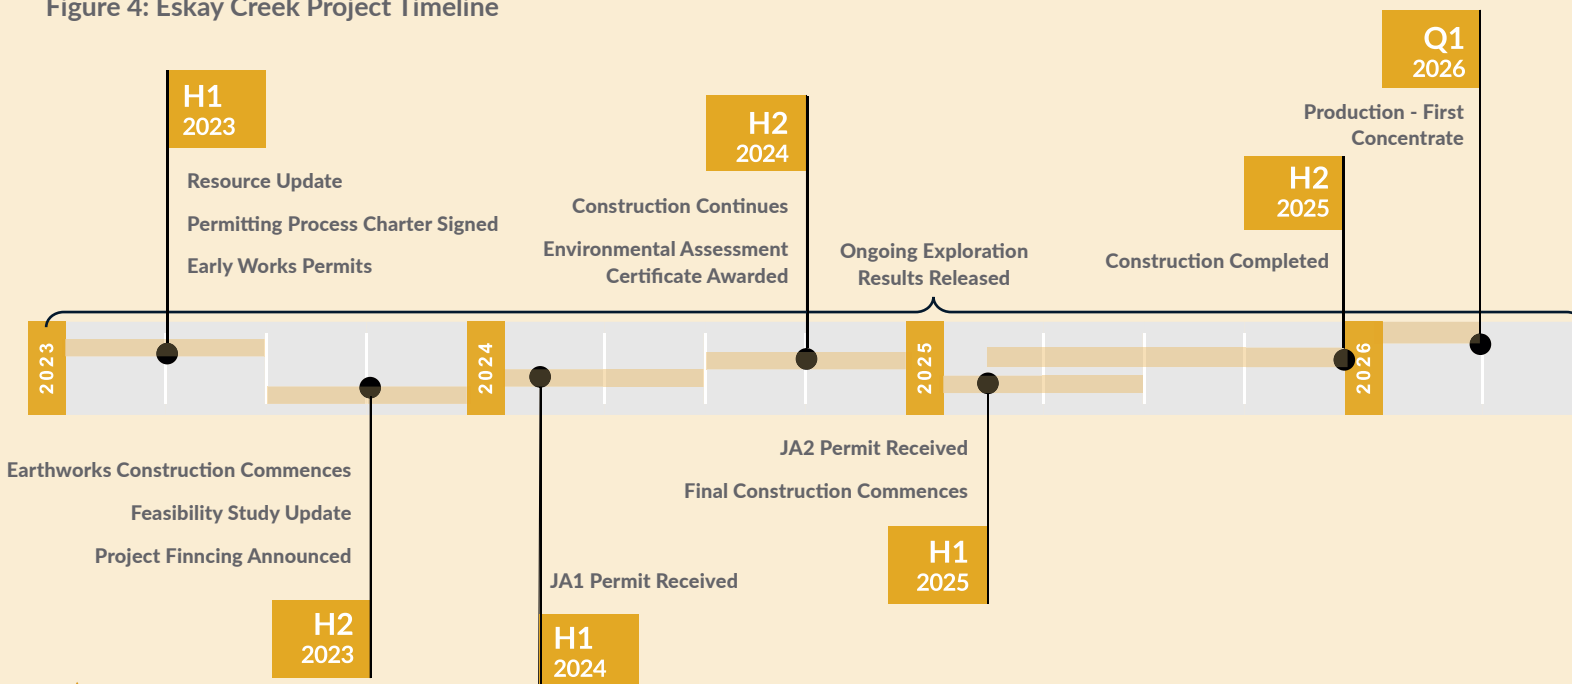 Figure 4: Eskay Creek Project Timeline
Q1
2026
Production - First
Concentrate
H1
2023
Resource Update
Permitting Process Charter Signed
Early Works Permits
H2
2024
Construction Continues
Environmental Assessment
Certificate Awarded
Ongoing Exploration
Results Released
H2
2025
Construction Completed
2023
2024
2025
2026
Earthworks Construction Commences
Feasibility Study Update
Project Finncing Announced
H2
2023
JA1 Permit Received
H1
2024
JA2 Permit Received
Final Construction Commences
H1
2025